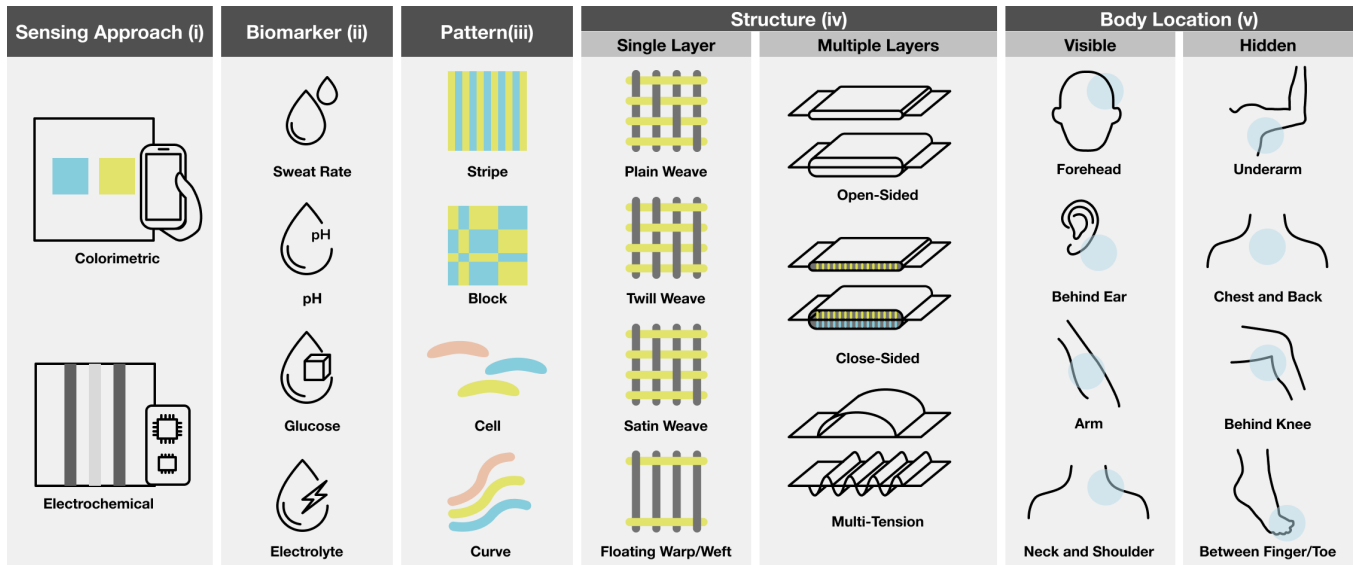 Sensing Approach (i)
Colorimetric
Electrochemical
Biomarker (ii)
Sweat Rate
pH
pH
Glucose
Electrolyte
Pattern(iii)
Stripe
Block
Cell
Curve
Structure (iv)
Single Layer
Plain Weave
Twill Weave
Satin Weave
Floating Warp/Weft
Multiple Layers
Open-Sided
Close-Sided
Multi-Tension
Body Location (v)
Visible
Forehead
Behind Ear
Arm
Neck and Shoulder
Hidden
Underarm
Chest and Back
Behind Knee
Between Finger/Toe